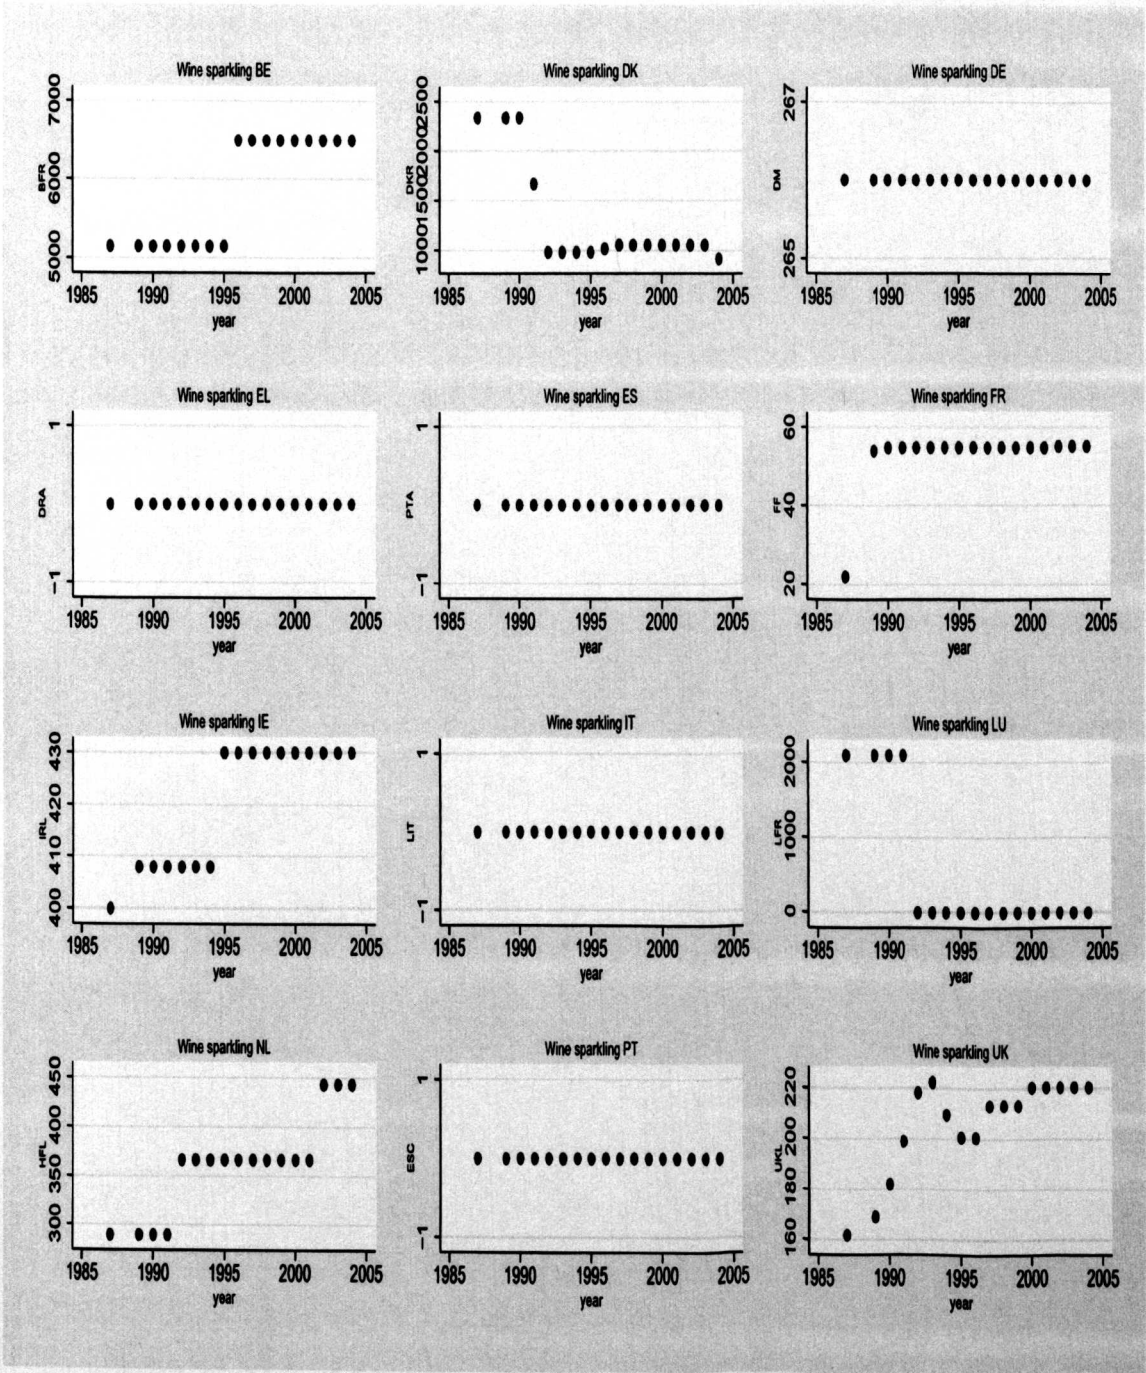 Wine sparkling BE
BFR
7000
6000
5000
1985 1990 1995 2000 2005
year
Wine sparkling DK
DKR
2500
2000
1500
1000
1985 1990 1995 2000 2005
year
Wine sparkling DE
DM
267
265
1985 1990 1995 2000 2005
year
Wine sparkling EL
DRA
1
−1
1985 1990 1995 2000 2005
year
Wine sparkling ES
PTA
1
−1
1985 1990 1995 2000 2005
year
Wine sparkling FR
FF
60
40
20
1985 1990 1995 2000 2005
year
Wine sparkling IE
IRL
430
420
410
400
1985 1990 1995 2000 2005
year
Wine sparkling IT
LIT
1
−1
1985 1990 1995 2000 2005
year
Wine sparkling LU
LFR
2000
1000
0
1985 1990 1995 2000 2005
year
Wine sparkling NL
HFL
450
400
350
300
1985 1990 1995 2000 2005
year
Wine sparkling PT
ESC
1
−1
1985 1990 1995 2000 2005
year
Wine sparkling UK
UKL
220
200
180
160
1985 1990 1995 2000 2005
year